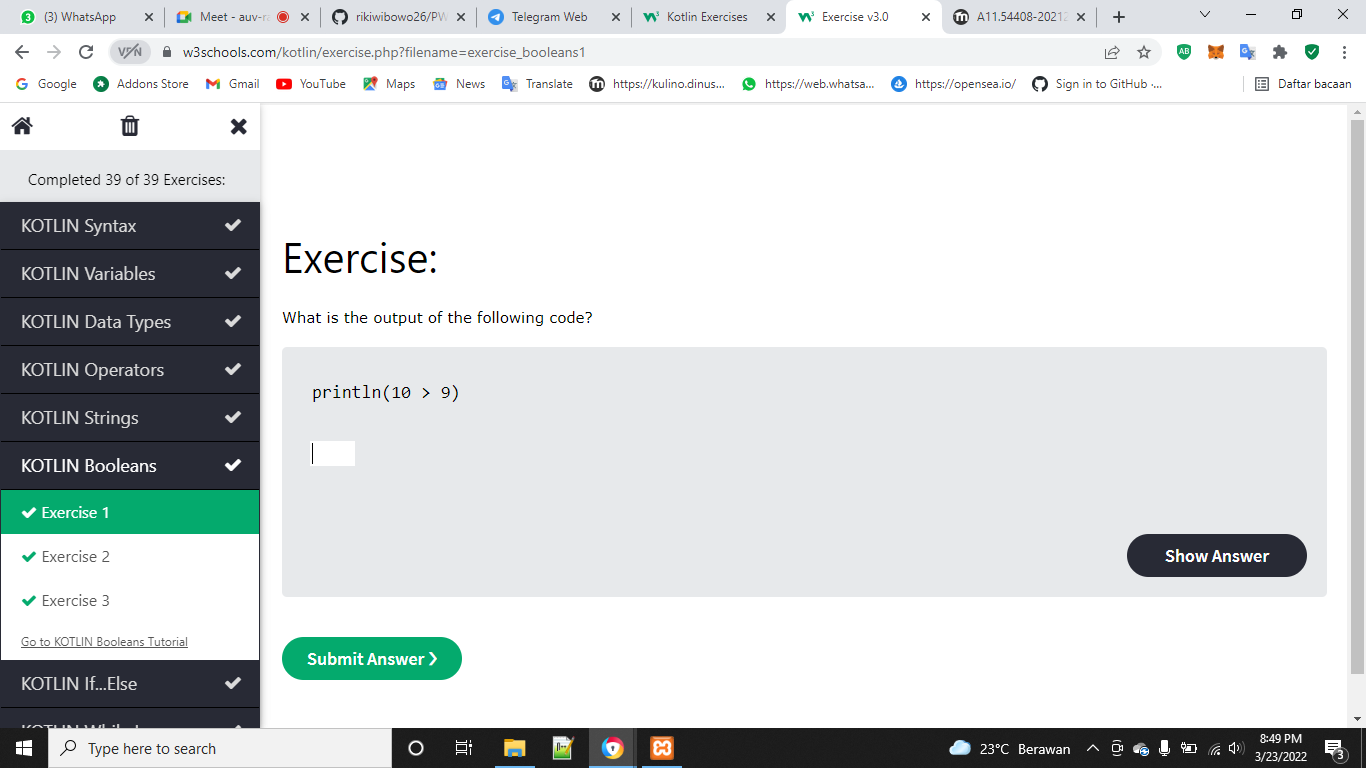 (3) WhatsApp
Meet - auv-r
rikiwibowo26/PW
Telegram Web
Kotlin Exercises
Exercise v3.0
A11.54408-2021
VPN
w3schools.com/kotlin/exercise.php?filename=exercise_booleans1
Google
Addons Store
Gmail
YouTube
Maps
News
Translate
https://kulino.dinus...
https://web.whatsa...
https://opensea.io/
Sign in to GitHub ·...
Daftar bacaan
Completed 39 of 39 Exercises:
KOTLIN Syntax
KOTLIN Variables
KOTLIN Data Types
KOTLIN Operators
KOTLIN Strings
KOTLIN Booleans
Exercise 1
Exercise 2
Exercise 3
Go to KOTLIN Booleans Tutorial
KOTLIN If...Else
Exercise:
What is the output of the following code?
println(10 > 9)
Show Answer
Submit Answer ❯
Type here to search
23°C Berawan
8:49 PM
3/23/2022
3